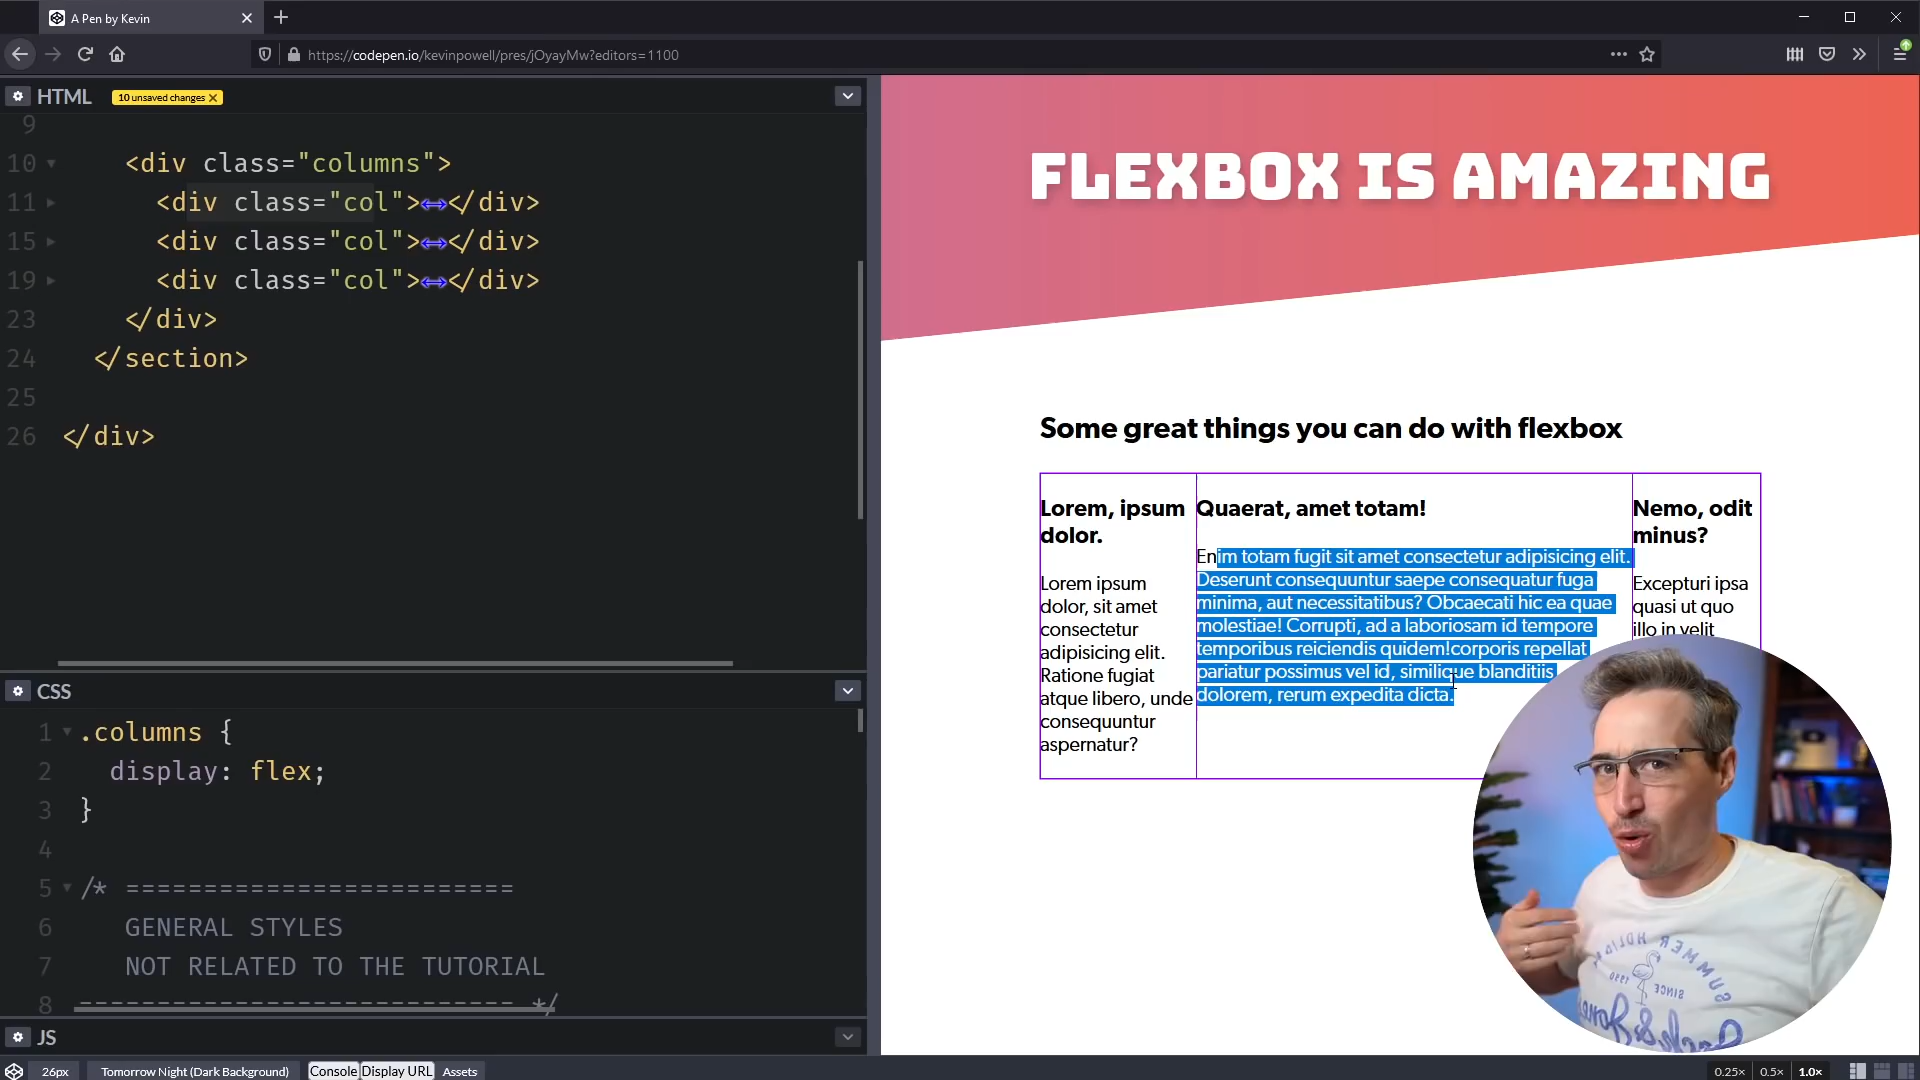 A Pen by Kevin
https://codepen.io/kevinpowell/pres/jOyayMw?editors=1100
HTML
10 unsaved changes
9
10 <div class="columns">
11 <div class="col"></div>
15 <div class="col"></div>
19 <div class="col"></div>
23 </div>
24 </section>
25
26 </div>
CSS
1 .columns {
2 display: flex;
3 }
4
5 /* =========================
6 GENERAL STYLES
7 NOT RELATED TO THE TUTORIAL
8 ============================ */
JS
26px
Tomorrow Night (Dark Background)
Console
Display URL
Assets
FLEXBOX IS AMAZING
Some great things you can do with flexbox
Lorem, ipsum
dolor.
Lorem ipsum
dolor, sit amet
consectetur
adipisicing elit.
Ratione fugiat
atque libero, unde
consequuntur
aspernatur?
Quaerat, amet totam!
Enim totam fugit sit amet consectetur adipisicing elit.
Deserunt consequuntur saepe consequatur fuga
minima, aut necessitatibus? Obcaecati hic ea quae
molestiae! Corrupti, ad a laboriosam id tempore
temporibus reiciendis quidem!corporis repellat
pariatur possimus vel id, similique blanditiis
dolorem, rerum expedita dicta.
Nemo, odit
minus?
Excepturi ipsa
quasi ut quo
illo in velit
SUMMER HOLIDAY
SINCE
1950
0.25×
0.5×
1.0×